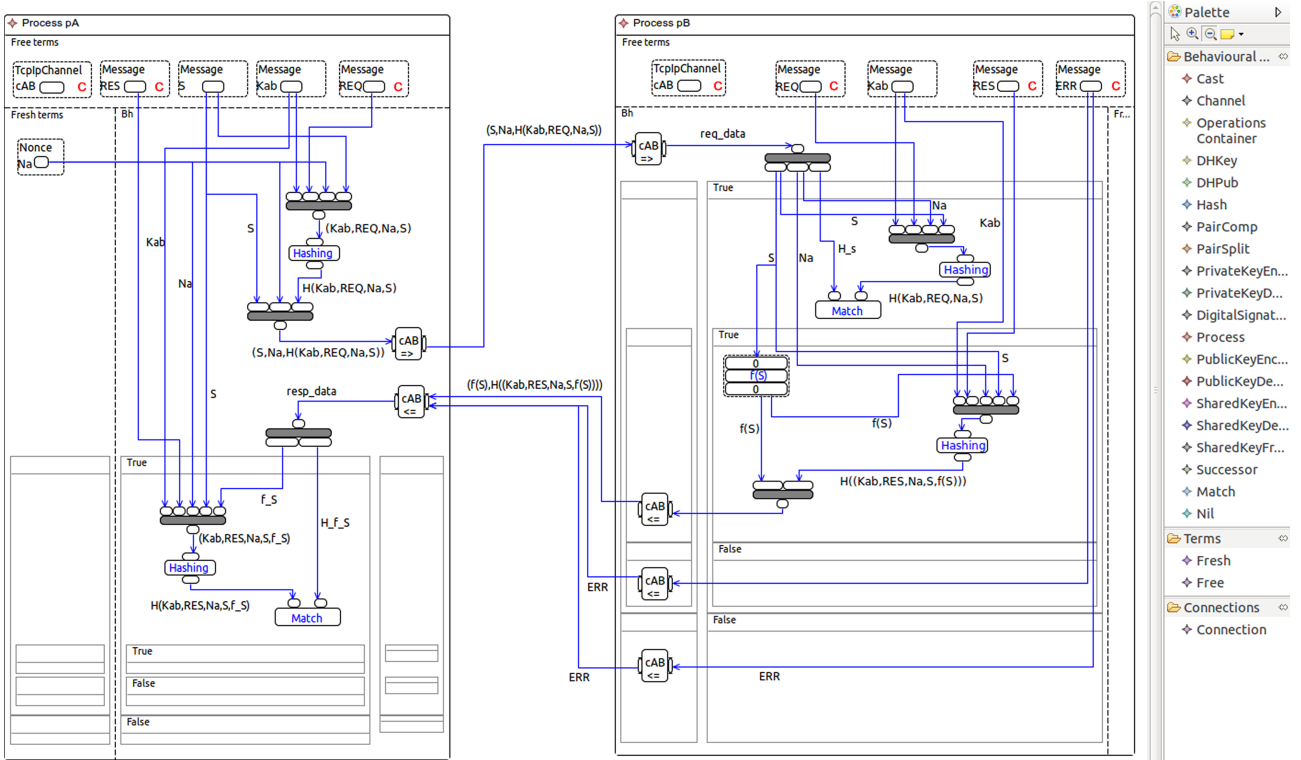 Process pA
Free terms
TcpIpChannel
cAB C
Message
RES C
Message
S
Message
Kab C
Message
REQ C
Fresh terms
Bh
Nonce
Na
Kab
Na
S
(Kab,REQ,Na,S)
Hashing
H(Kab,REQ,Na,S)
(S,Na,H(Kab,REQ,Na,S))
cAB
=>
S
resp_data
cAB
<=
True
f_S
H_f_S
(Kab,RES,Na,S,f_S)
Hashing
H(Kab,RES,Na,S,f_S)
Match
True
False
False
(S,Na,H(Kab,REQ,Na,S))
(f(S),H((Kab,RES,Na,S,f(S))))
ERR
ERR
Process pB
Free terms
TcpIpChannel
cAB C
Message
REQ C
Message
Kab
Message
RES C
Message
ERR C
Bh
Fr...
cAB
=>
req_data
True
Na
S
Kab
H_s
S
Na
Hashing
H(Kab,REQ,Na,S)
Match
True
0
f(S)
0
S
f(S)
f(S)
Hashing
H((Kab,RES,Na,S,f(S)))
cAB
<=
False
cAB
<=
False
cAB
<=
ERR
Palette
Behavioural ...
Cast
Channel
Operations
Container
DHKey
DHPub
Hash
PairComp
PairSplit
PrivateKeyEn...
PrivateKeyD...
DigitalSignat...
Process
PublicKeyEnc...
PublicKeyDe...
SharedKeyEn...
SharedKeyDe...
SharedKeyFr...
Successor
Match
Nil
Terms
Fresh
Free
Connections
Connection